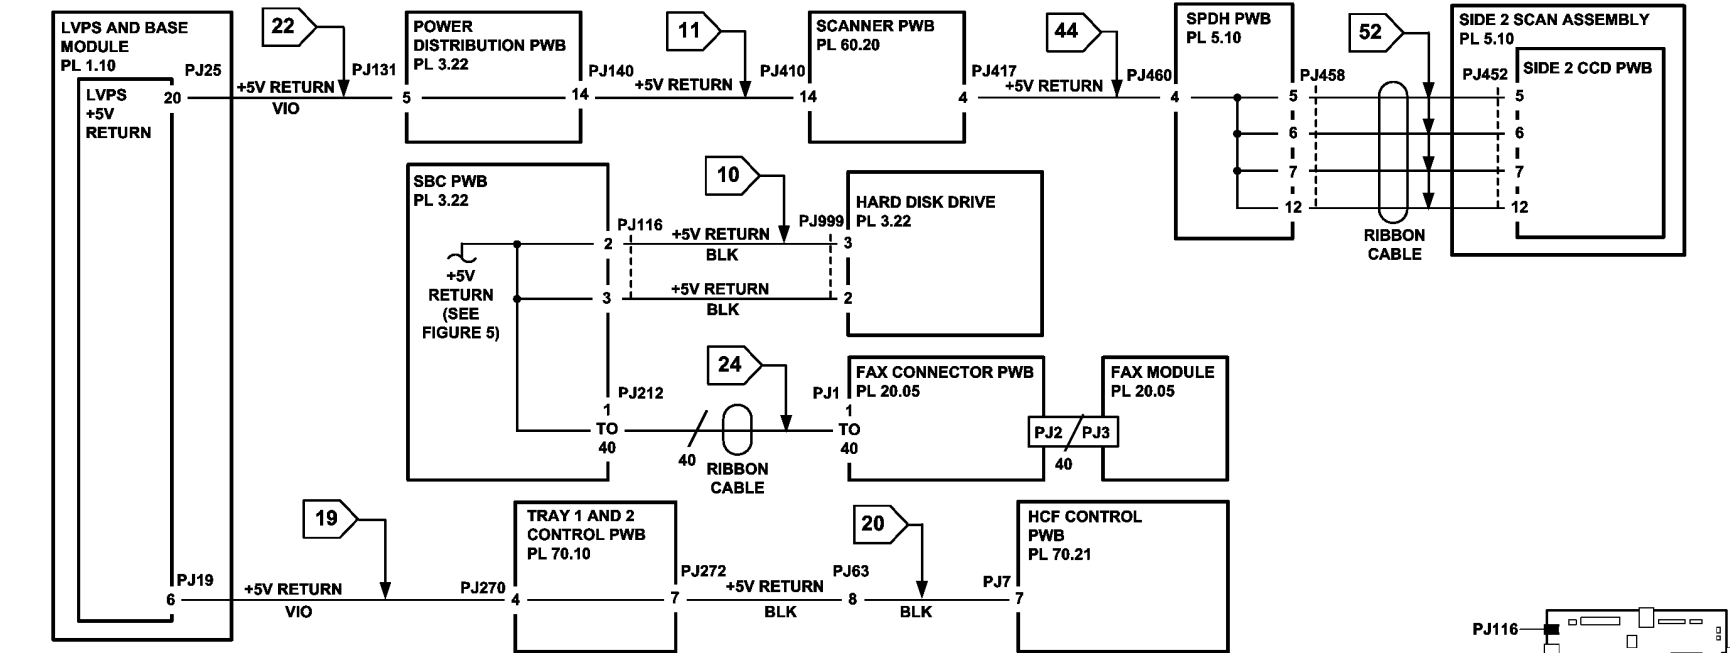 LVPS AND BASE
MODULE
PL 1.10
LVPS
+5V
RETURN
PJ25
20
+5V RETURN
VIO
22
PJ131
5
POWER
DISTRIBUTION PWB
PL 3.22
PJ140
14
+5V RETURN
11
PJ410
14
SCANNER PWB
PL 60.20
PJ417
4
+5V RETURN
44
PJ460
4
SPDH PWB
PL 5.10
PJ458
5
6
7
12
52
RIBBON
CABLE
SIDE 2 SCAN ASSEMBLY
PL 5.10
PJ452
SIDE 2 CCD PWB
5
6
7
12
SBC PWB
PL 3.22
+5V
RETURN
(SEE
FIGURE 5)
PJ116
2
3
+5V RETURN
BLK
+5V RETURN
BLK
10
PJ999
3
2
HARD DISK DRIVE
PL 3.22
PJ212
1
TO
40
40
RIBBON
CABLE
24
PJ1
1
TO
40
FAX CONNECTOR PWB
PL 20.05
PJ2
PJ3
40
FAX MODULE
PL 20.05
PJ19
6
+5V RETURN
VIO
19
PJ270
4
TRAY 1 AND 2
CONTROL PWB
PL 70.10
PJ272
7
+5V RETURN
BLK
PJ63
8
20
BLK
PJ7
7
HCF CONTROL
PWB
PL 70.21
PJ116